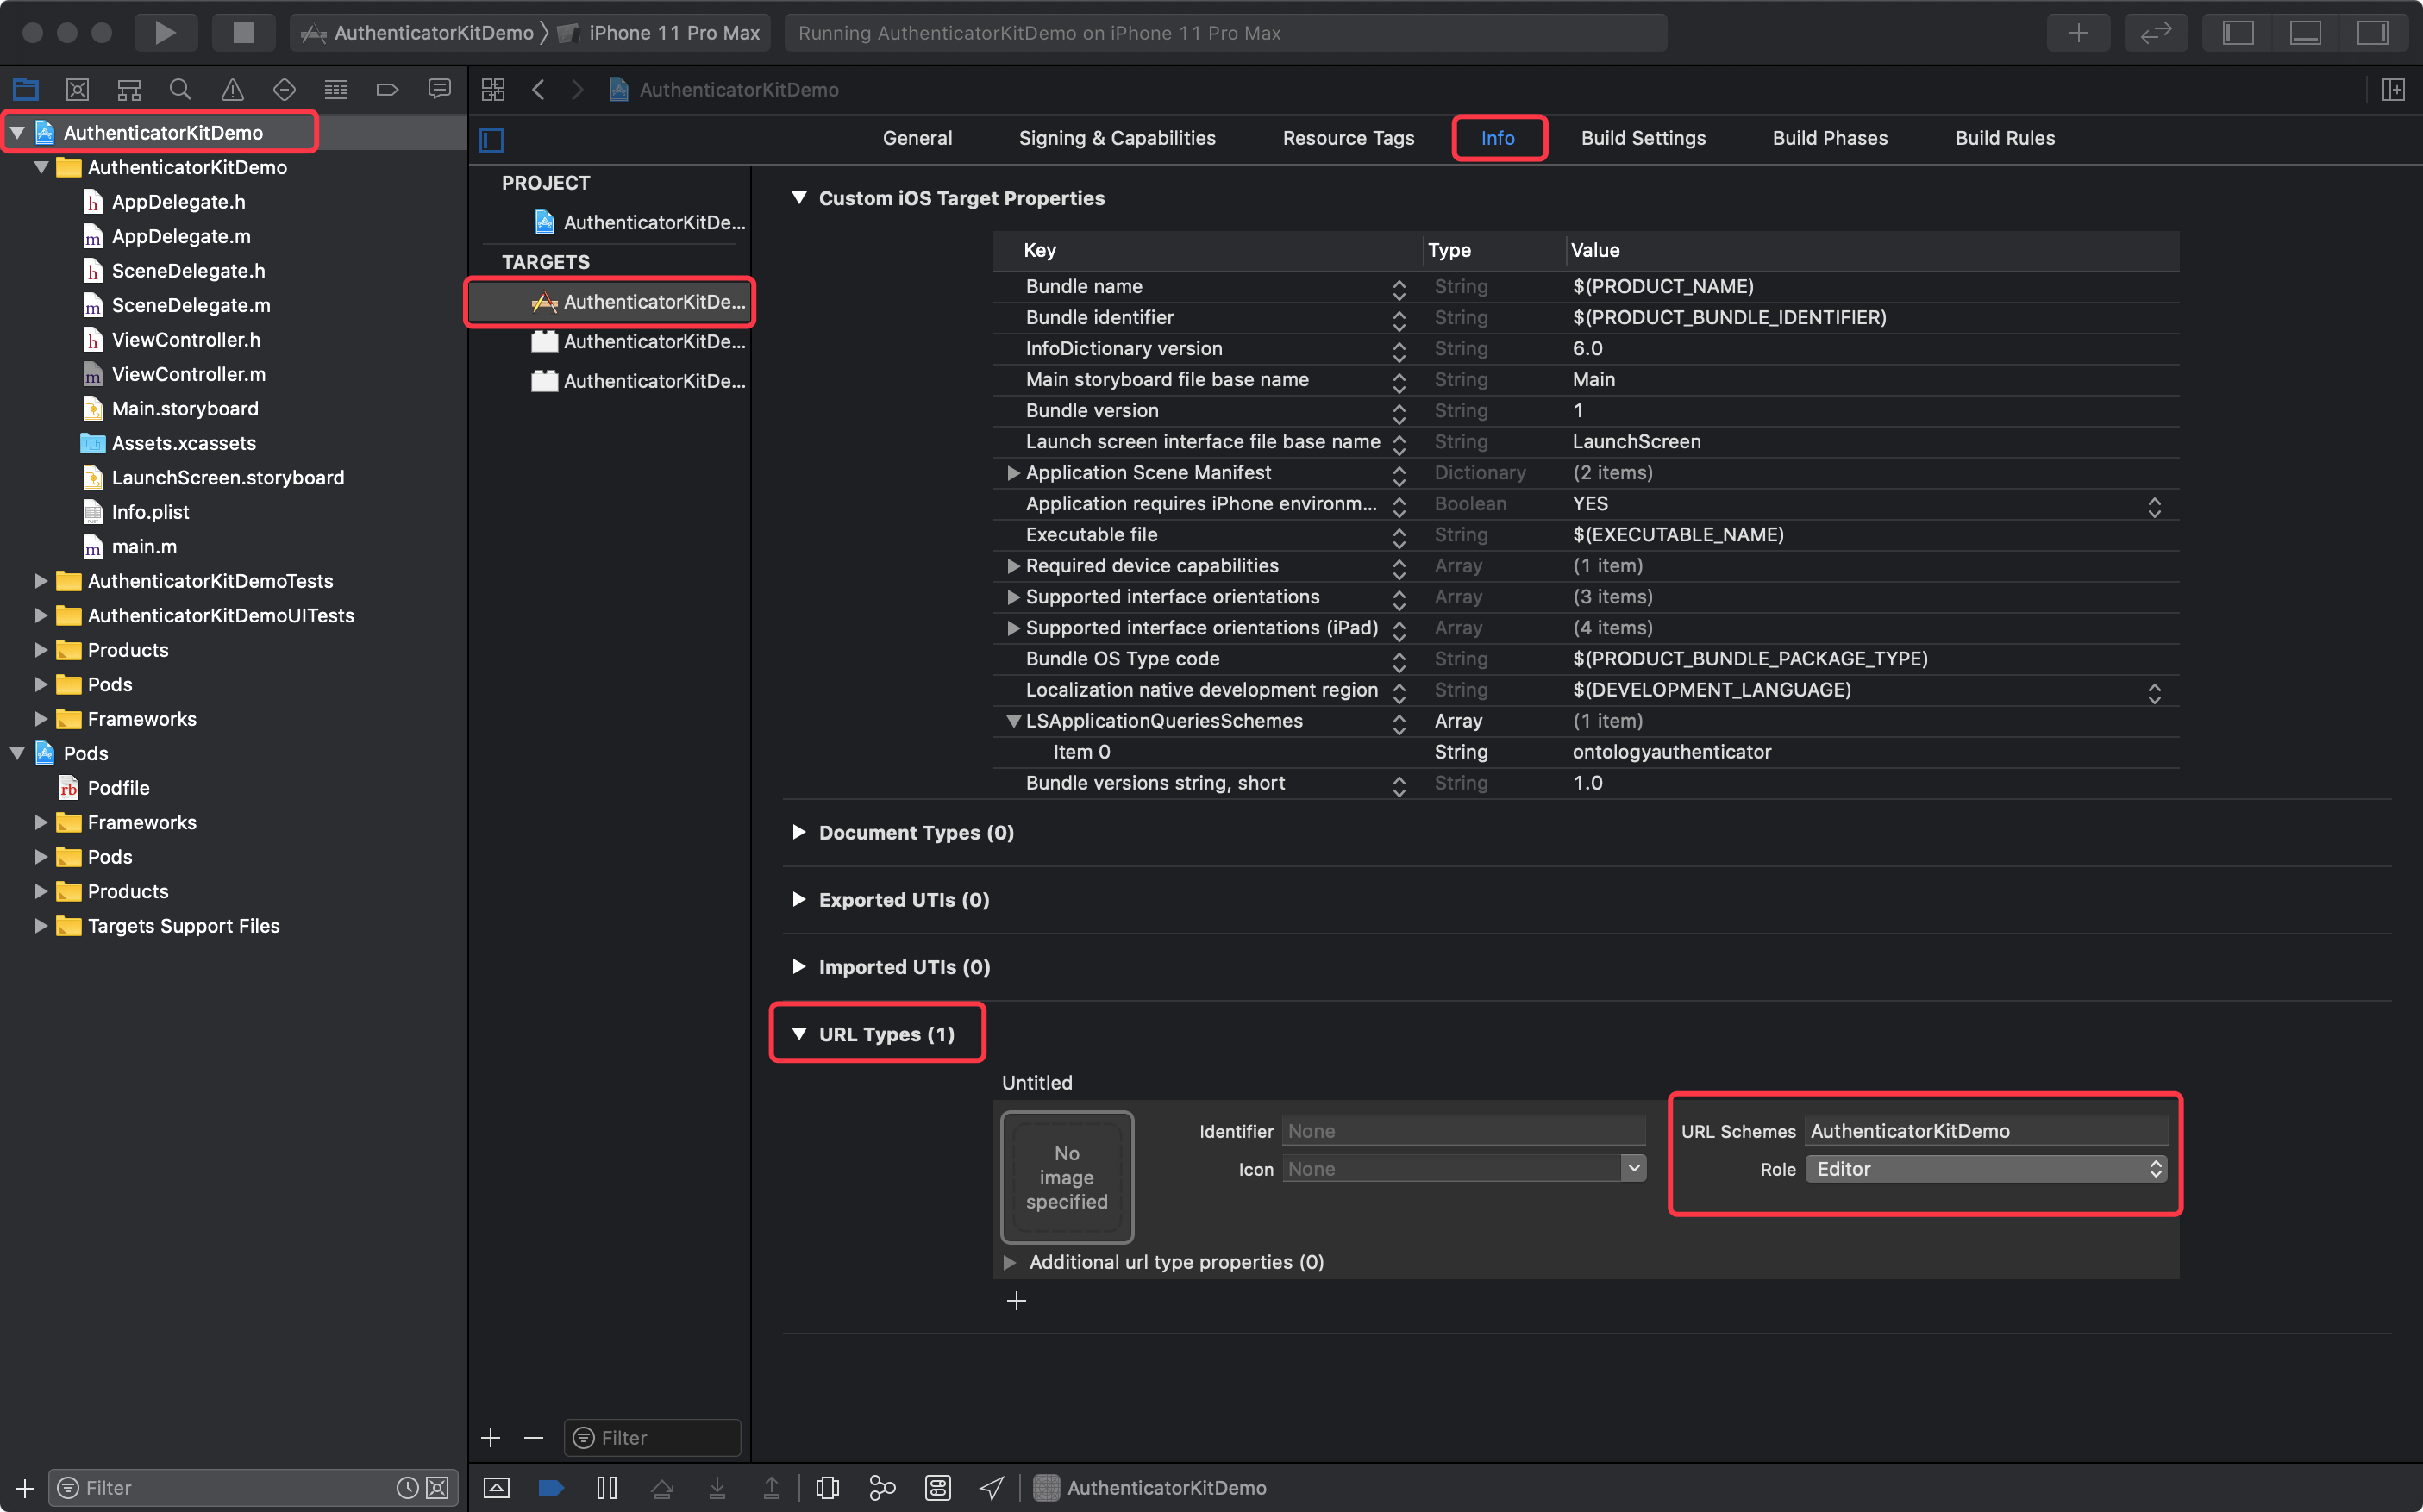 AuthenticatorKitDemo 〉 iPhone 11 Pro Max
Running AuthenticatorKitDemo on iPhone 11 Pro Max
AuthenticatorKitDemo
AuthenticatorKitDemo
AppDelegate.h
AppDelegate.m
SceneDelegate.h
SceneDelegate.m
ViewController.h
ViewController.m
Main.storyboard
Assets.xcassets
LaunchScreen.storyboard
Info.plist
main.m
AuthenticatorKitDemoTests
AuthenticatorKitDemoUITests
Products
Pods
Frameworks
Pods
Podfile
Frameworks
Pods
Products
Targets Support Files
Filter
AuthenticatorKitDemo
General Signing & Capabilities Resource Tags Info Build Settings Build Phases Build Rules
PROJECT
AuthenticatorKitDe...
TARGETS
AuthenticatorKitDe...
AuthenticatorKitDe...
AuthenticatorKitDe...
Filter
Custom iOS Target Properties
Key Type Value
Bundle name String $(PRODUCT_NAME)
Bundle identifier String $(PRODUCT_BUNDLE_IDENTIFIER)
InfoDictionary version String 6.0
Main storyboard file base name String Main
Bundle version String 1
Launch screen interface file base name String LaunchScreen
Application Scene Manifest Dictionary (2 items)
Application requires iPhone environm... Boolean YES
Executable file String $(EXECUTABLE_NAME)
Required device capabilities Array (1 item)
Supported interface orientations Array (3 items)
Supported interface orientations (iPad) Array (4 items)
Bundle OS Type code String $(PRODUCT_BUNDLE_PACKAGE_TYPE)
Localization native development region String $(DEVELOPMENT_LANGUAGE)
LSApplicationQueriesSchemes Array (1 item)
Item 0 String ontologyauthenticator
Bundle versions string, short String 1.0
Document Types (0)
Exported UTIs (0)
Imported UTIs (0)
URL Types (1)
Untitled
No
image
specified
Identifier None
Icon None
URL Schemes AuthenticatorKitDemo
Role Editor
Additional url type properties (0)
AuthenticatorKitDemo